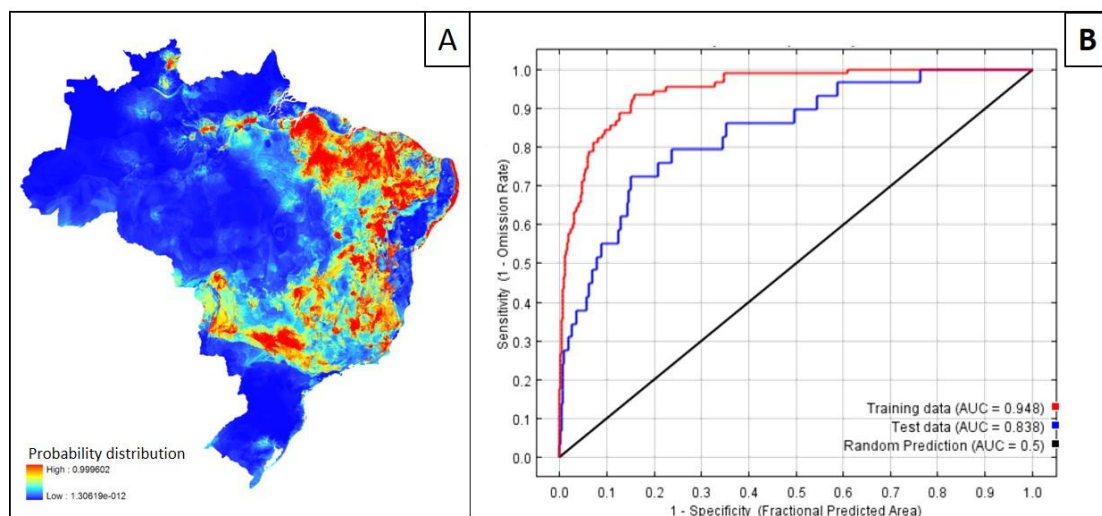 A
Probability distribution
High : 0.999602
Low : 1.30619e-012
B
Sensitivity (1 - Omission Rate)
1.0
0.9
0.8
0.7
0.6
0.5
0.4
0.3
0.2
0.1
0.0
Training data (AUC = 0.948)
Test data (AUC = 0.838)
Random Prediction (AUC = 0.5)
0.0 0.1 0.2 0.3 0.4 0.5 0.6 0.7 0.8 0.9 1.0
1 - Specificity (Fractional Predicted Area)